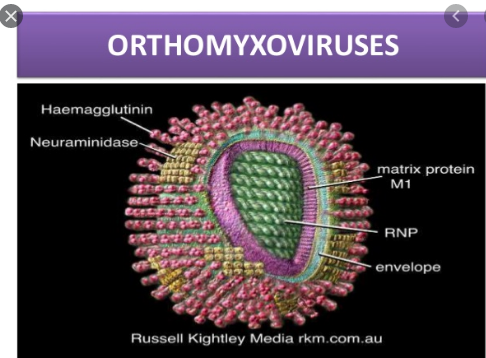 ORTHOMYXOVIRUSES
Haemagglutinin
Neuraminidase
matrix protein
M1
RNP
envelope
Russell Kightley Media rkm.com.au